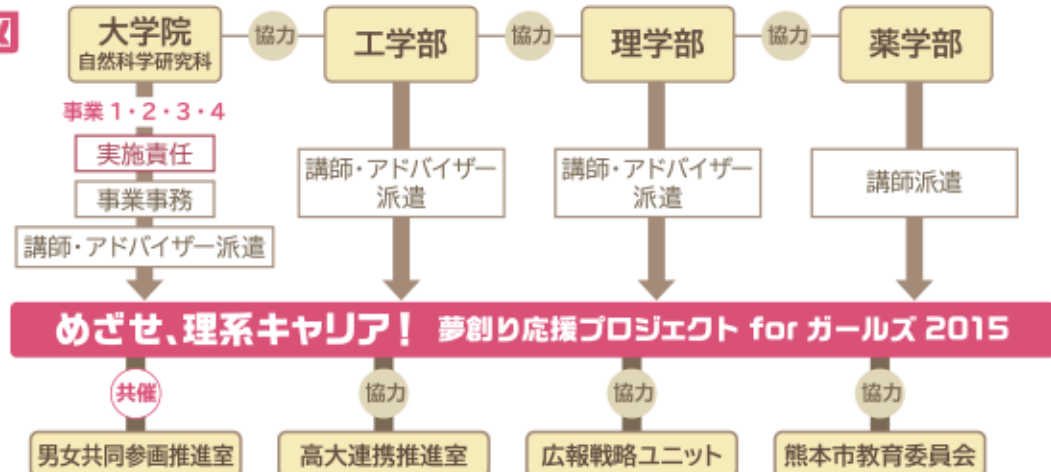 大学院
自然科学研究科
協力
工学部
協力
理学部
協力
薬学部
事業 1・2・3・4
実施責任
事業事務
講師・アドバイザー派遣
講師・アドバイザー
派遣
講師・アドバイザー
派遣
講師派遣
めざせ、理系キャリア！ 夢創り応援プロジェクト for ガールズ 2015
共催
協力
協力
協力
男女共同参画推進室
高大連携推進室
広報戦略ユニット
熊本市教育委員会